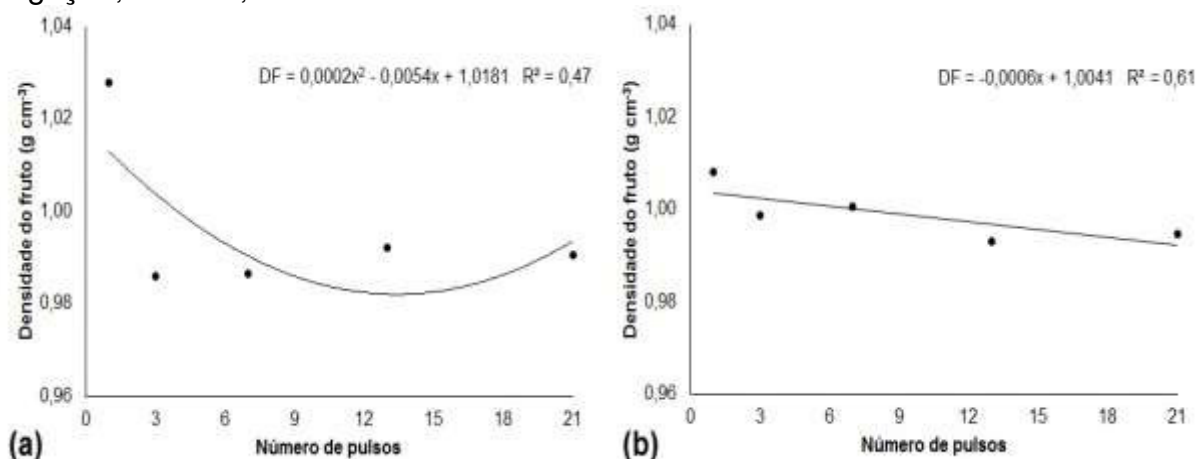 1,04
1,02
1,00
0,98
0,96
Densidade do fruto (g cm⁻³)
DF = 0,0002x² - 0,0054x + 1,0181 R² = 0,47
0 3 6 9 12 15 18 21
Número de pulsos
(a)
1,04
1,02
1,00
0,98
0,96
Densidade do fruto (g cm⁻³)
DF = -0,0006x + 1,0041 R² = 0,61
0 3 6 9 12 15 18 21
Número de pulsos
(b)